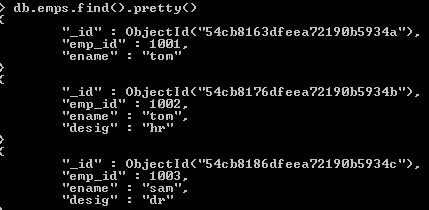 > db.emps.find().pretty()
{
"_id" : ObjectId("54cb8163dfeea72190b5934a"),
"emp_id" : 1001,
"ename" : "tom"
}
{
"_id" : ObjectId("54cb8176dfeea72190b5934b"),
"emp_id" : 1002,
"ename" : "tom",
"desig" : "hr"
}
{
"_id" : ObjectId("54cb8186dfeea72190b5934c"),
"emp_id" : 1003,
"ename" : "sam",
"desig" : "dr"